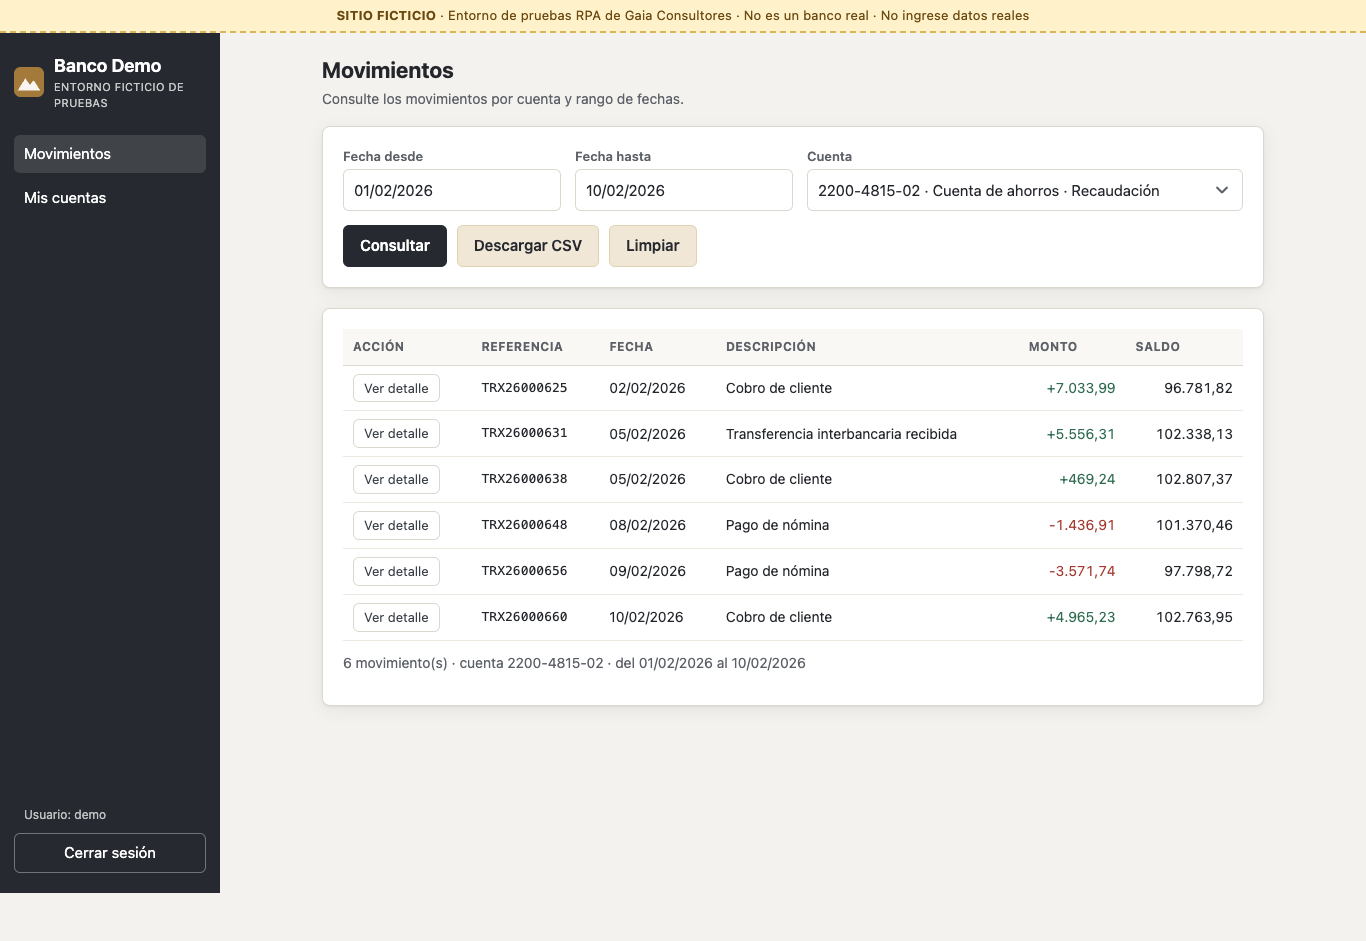 SITIO FICTICIO · Entorno de pruebas RPA de Gaia Consultores · No es un banco real · No ingrese datos reales
Banco Demo
ENTORNO FICTICIO DE
PRUEBAS
Movimientos
Mis cuentas
Usuario: demo
Cerrar sesión
Movimientos
Consulte los movimientos por cuenta y rango de fechas.
Fecha desde Fecha hasta Cuenta
01/02/2026 10/02/2026 2200-4815-02 · Cuenta de ahorros · Recaudación
Consultar Descargar CSV Limpiar
ACCIÓN REFERENCIA FECHA DESCRIPCIÓN MONTO SALDO
Ver detalle TRX26000625 02/02/2026 Cobro de cliente +7.033,99 96.781,82
Ver detalle TRX26000631 05/02/2026 Transferencia interbancaria recibida +5.556,31 102.338,13
Ver detalle TRX26000638 05/02/2026 Cobro de cliente +469,24 102.807,37
Ver detalle TRX26000648 08/02/2026 Pago de nómina -1.436,91 101.370,46
Ver detalle TRX26000656 09/02/2026 Pago de nómina -3.571,74 97.798,72
Ver detalle TRX26000660 10/02/2026 Cobro de cliente +4.965,23 102.763,95
6 movimiento(s) · cuenta 2200-4815-02 · del 01/02/2026 al 10/02/2026